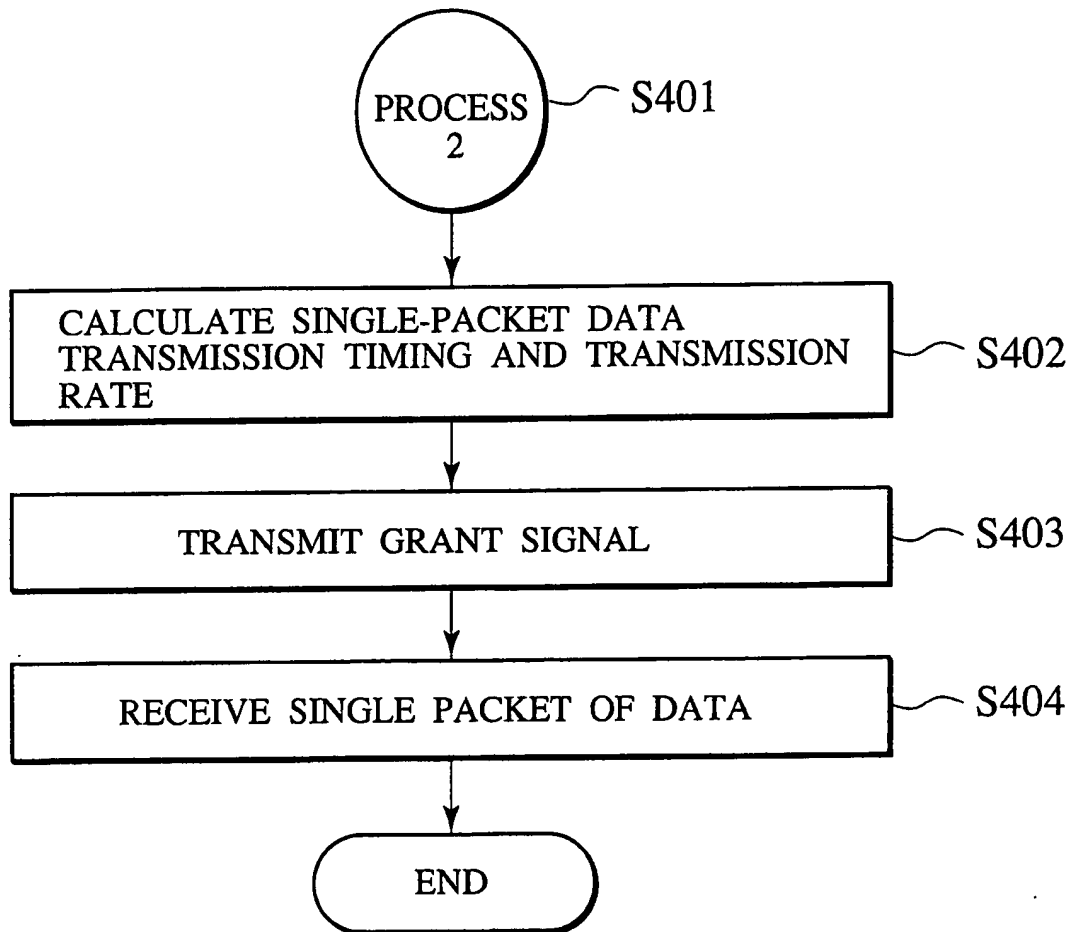 PROCESS
2
S401
CALCULATE SINGLE-PACKET DATA
TRANSMISSION TIMING AND TRANSMISSION
RATE
S402
TRANSMIT GRANT SIGNAL
S403
RECEIVE SINGLE PACKET OF DATA
S404
END